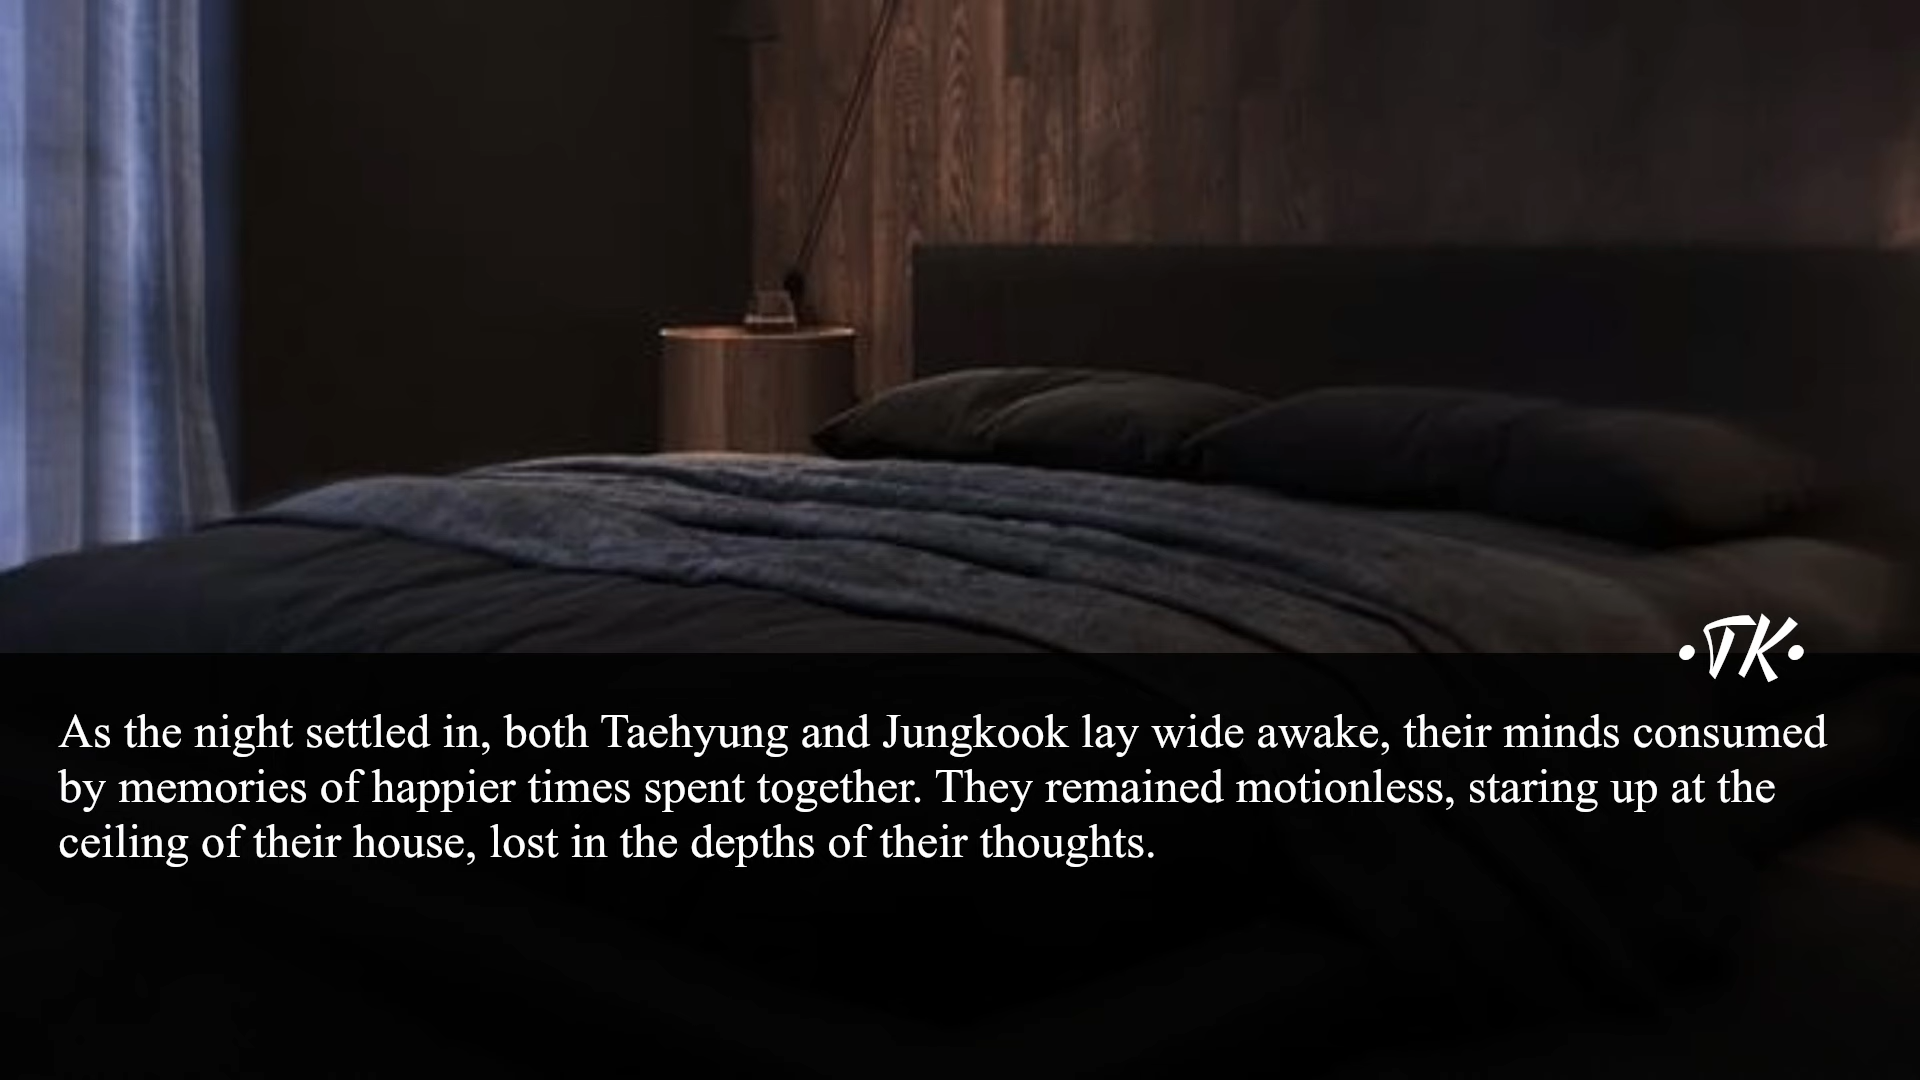 •TK•
As the night settled in, both Taehyung and Jungkook lay wide awake, their minds consumed
by memories of happier times spent together. They remained motionless, staring up at the
ceiling of their house, lost in the depths of their thoughts.